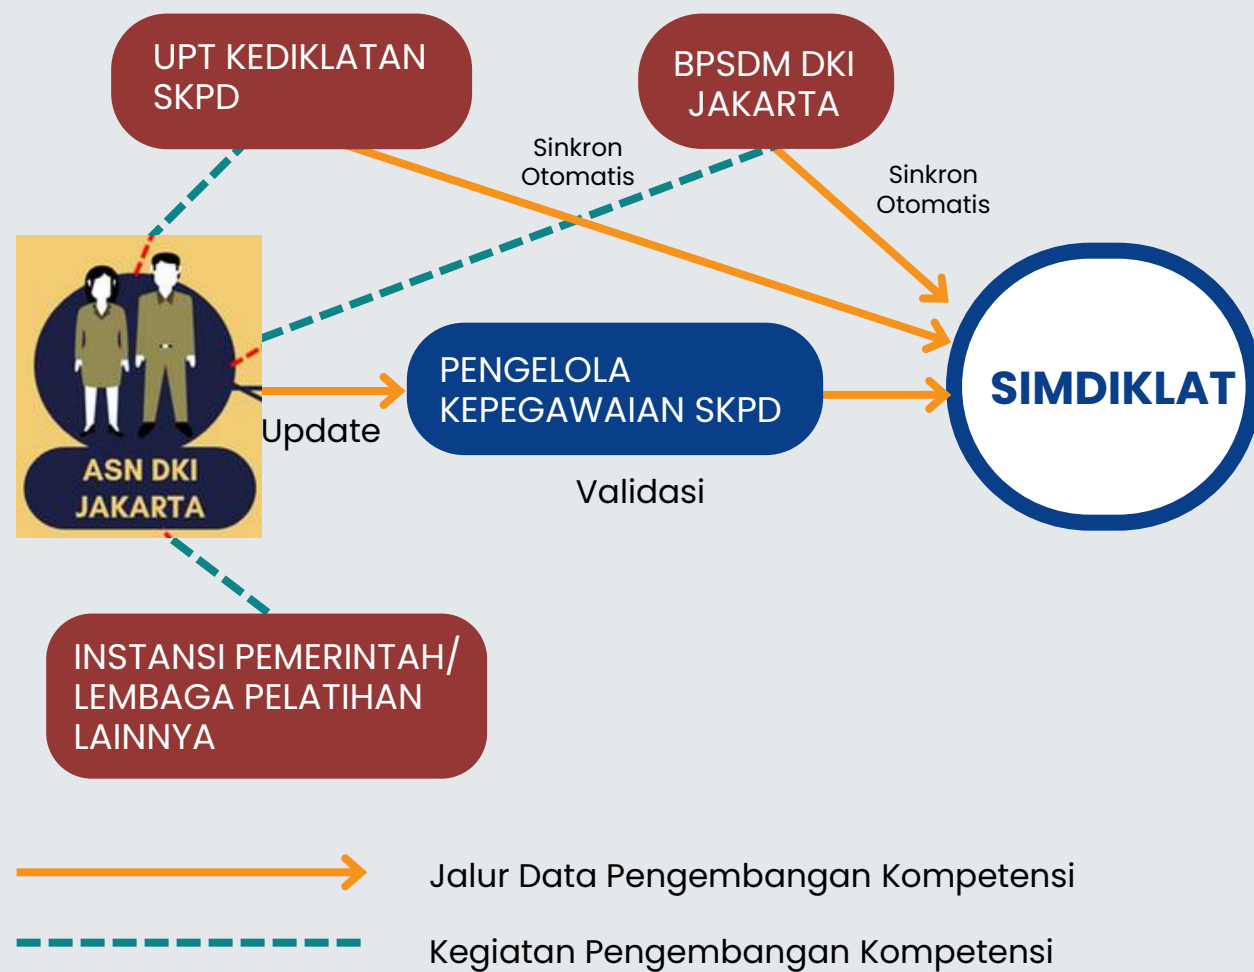 UPT KEDIKLATAN
SKPD
BPSDM DKI
JAKARTA
Sinkron
Otomatis
Sinkron
Otomatis
PENGELOLA
KEPEGAWAIAN SKPD
SIMDIKLAT
Update
Validasi
ASN DKI
JAKARTA
INSTANSI PEMERINTAH/
LEMBAGA PELATIHAN
LAINNYA
Jalur Data Pengembangan Kompetensi
Kegiatan Pengembangan Kompetensi